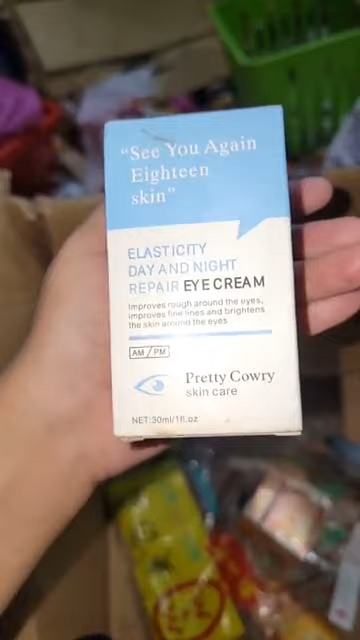 “See You Again
Eighteen
skin”
ELASTICITY
DAY AND NIGHT
REPAIR EYE CREAM
Improves rough around the eyes,
improves fine lines and brightens
the skin around the eyes
AM/PM
Pretty Cowry
skin care
NET:30ml/1fl.oz